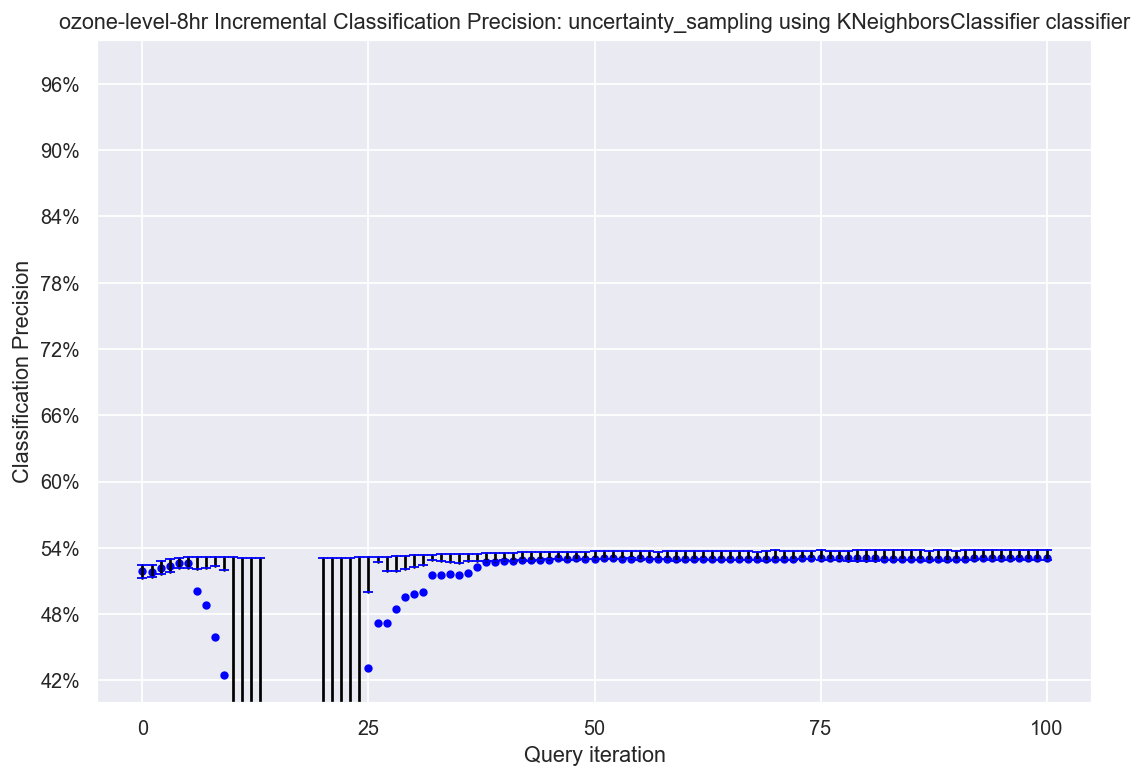 ozone-level-8hr Incremental Classification Precision: uncertainty_sampling using KNeighborsClassifier classifier
96%
90%
84%
78%
72%
66%
60%
54%
48%
42%
Classification Precision
0 25 50 75 100
Query iteration